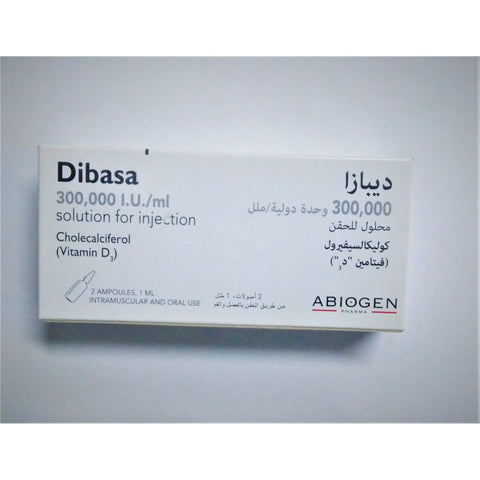 Dibasa
300,000 I.U./ml
solution for injection
Cholecalciferol
(Vitamin D3)
2 AMPOULES, 1 ML
INTRAMUSCULAR AND ORAL USE
ديبازا
300,000 وحدة دولية/ملل
محلول للحقن
كوليكالسيفيرول
(فيتامين "د3")
2 أمبولات، 1 ملل
عن طريق الحقن بالعضل والفم
ABIOGEN
PHARMA